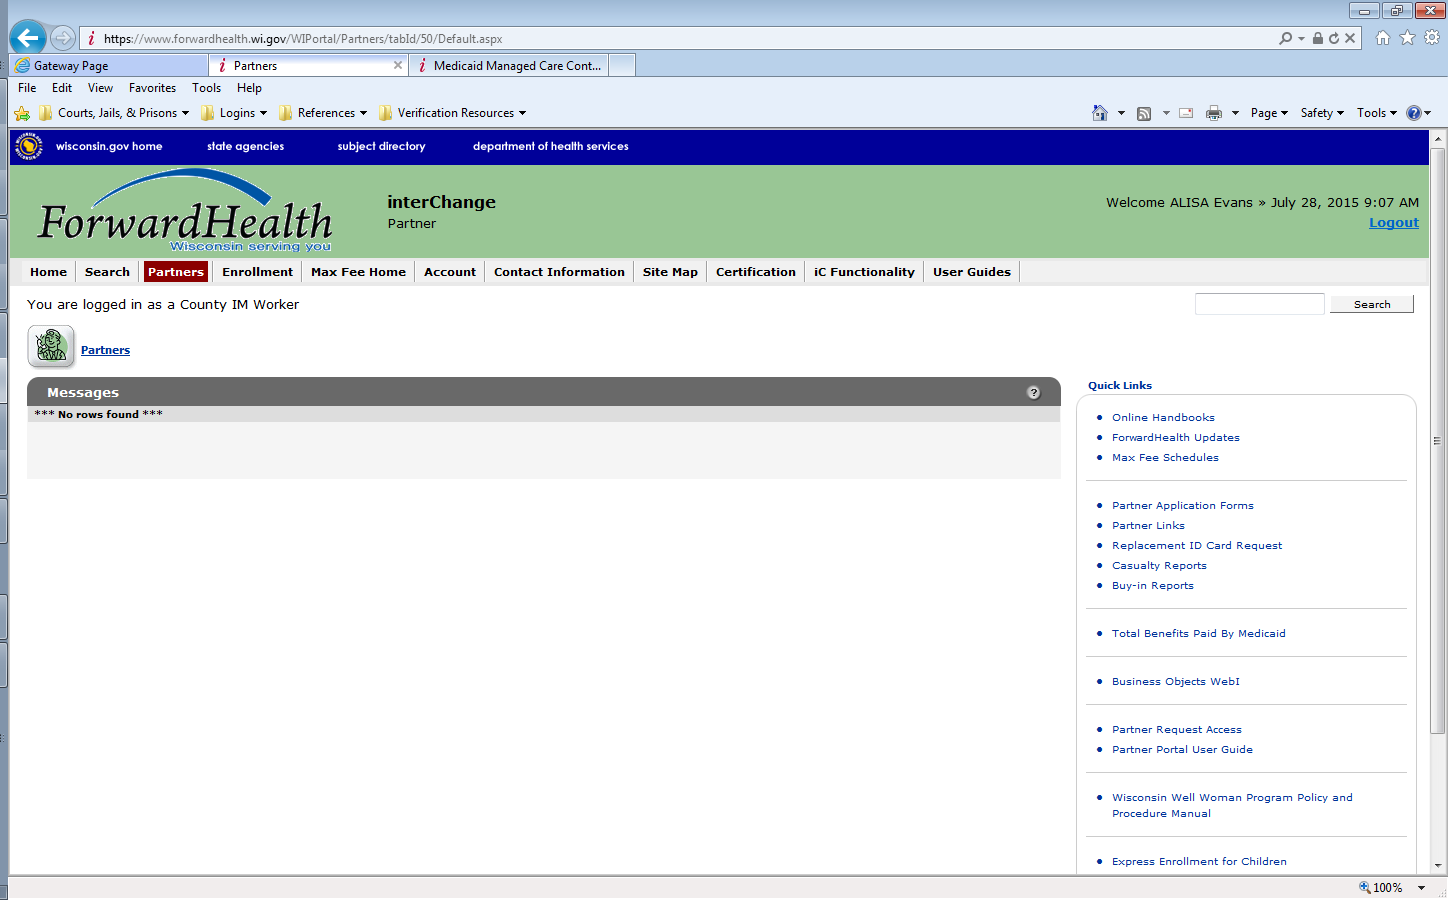 https://www.forwardhealth.wi.gov/WIPortal/Partners/tabId/50/Default.aspx
Gateway Page
Partners
Medicaid Managed Care Cont...
File Edit View Favorites Tools Help
Courts, Jails, & Prisons Logins References Verification Resources
Page Safety Tools
wisconsin.gov home state agencies subject directory department of health services
ForwardHealth
Wisconsin serving you
interChange
Partner
Welcome ALISA Evans » July 28, 2015 9:07 AM
Logout
Home Search Partners Enrollment Max Fee Home Account Contact Information Site Map Certification iC Functionality User Guides
You are logged in as a County IM Worker
Search
Partners
Messages ?
*** No rows found ***
Quick Links
Online Handbooks
ForwardHealth Updates
Max Fee Schedules
Partner Application Forms
Partner Links
Replacement ID Card Request
Casualty Reports
Buy-in Reports
Total Benefits Paid By Medicaid
Business Objects WebI
Partner Request Access
Partner Portal User Guide
Wisconsin Well Woman Program Policy and
Procedure Manual
Express Enrollment for Children
100%